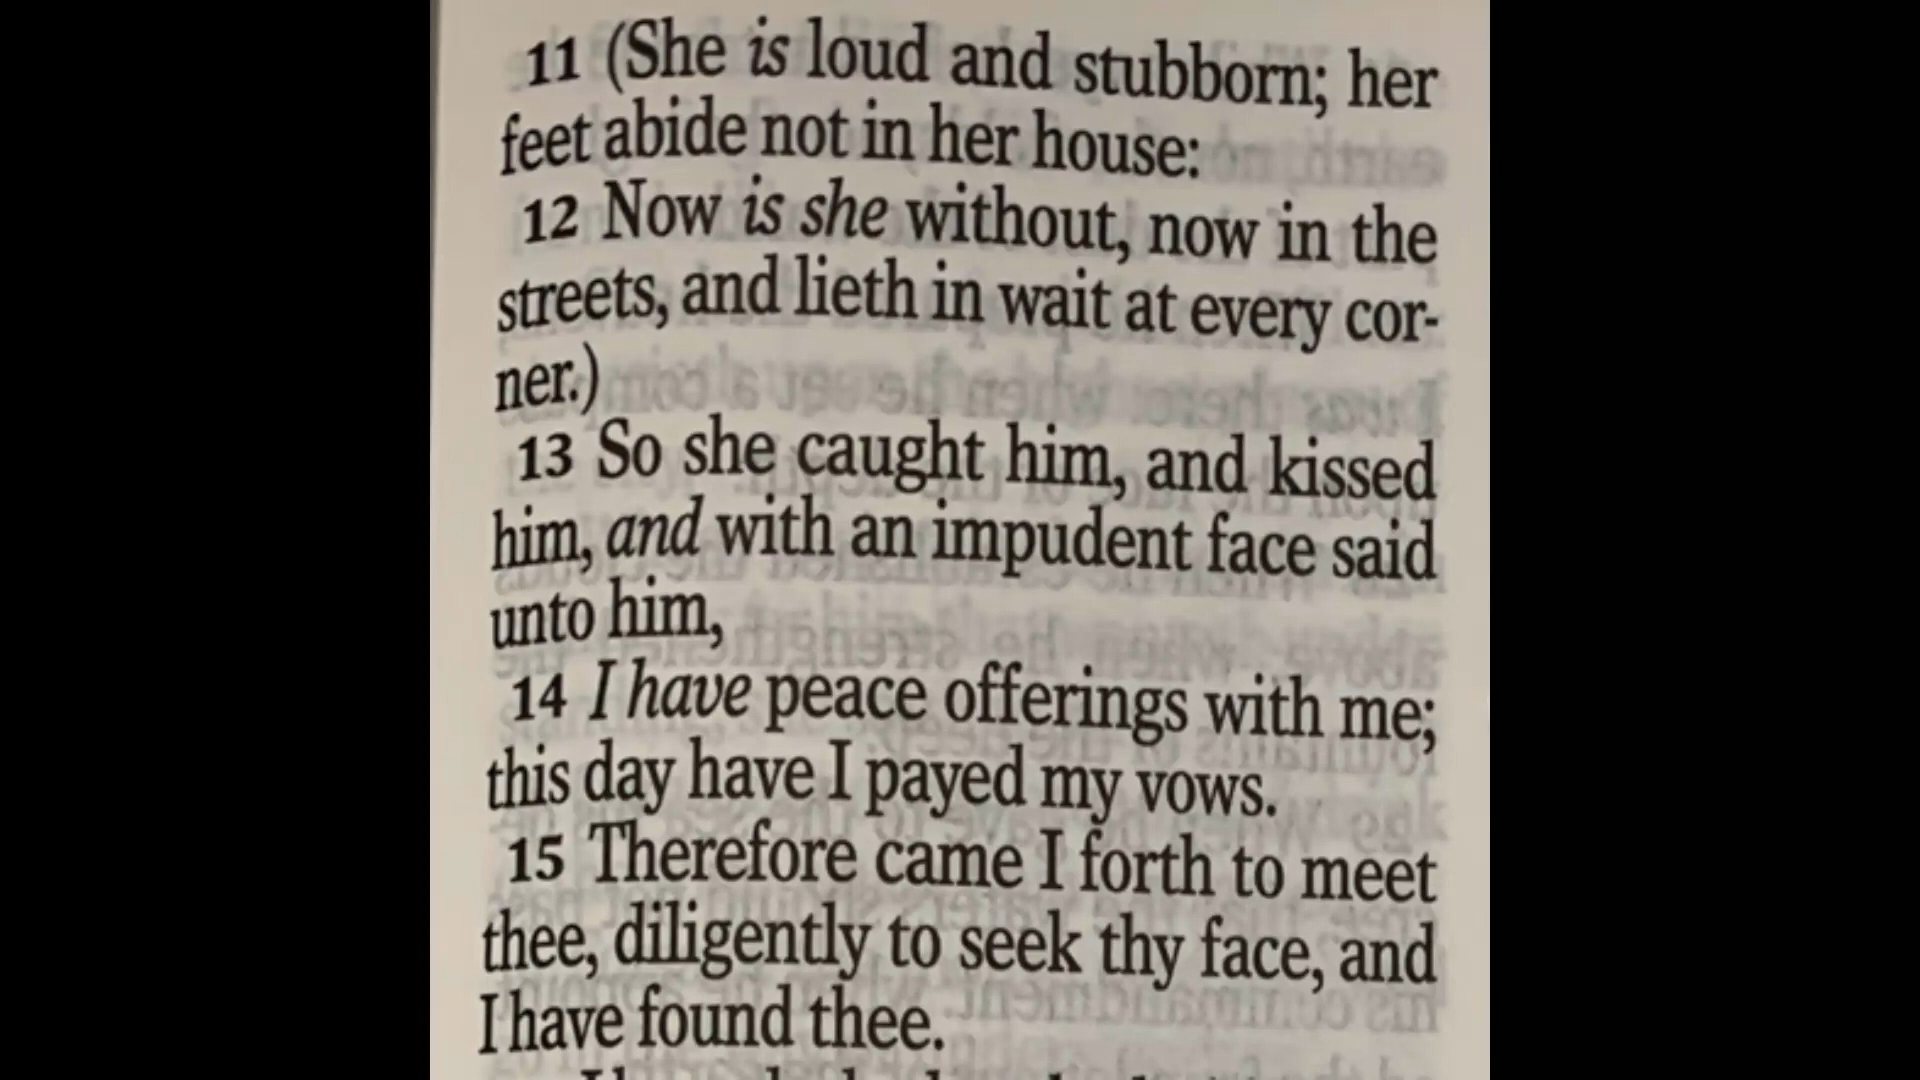 11 (She is loud and stubborn; her
feet abide not in her house:
12 Now is she without, now in the
streets, and lieth in wait at every cor-
ner.)
13 So she caught him, and kissed
him, and with an impudent face said
unto him,
14 I have peace offerings with me;
this day have I payed my vows.
15 Therefore came I forth to meet
thee, diligently to seek thy face, and
I have found thee.